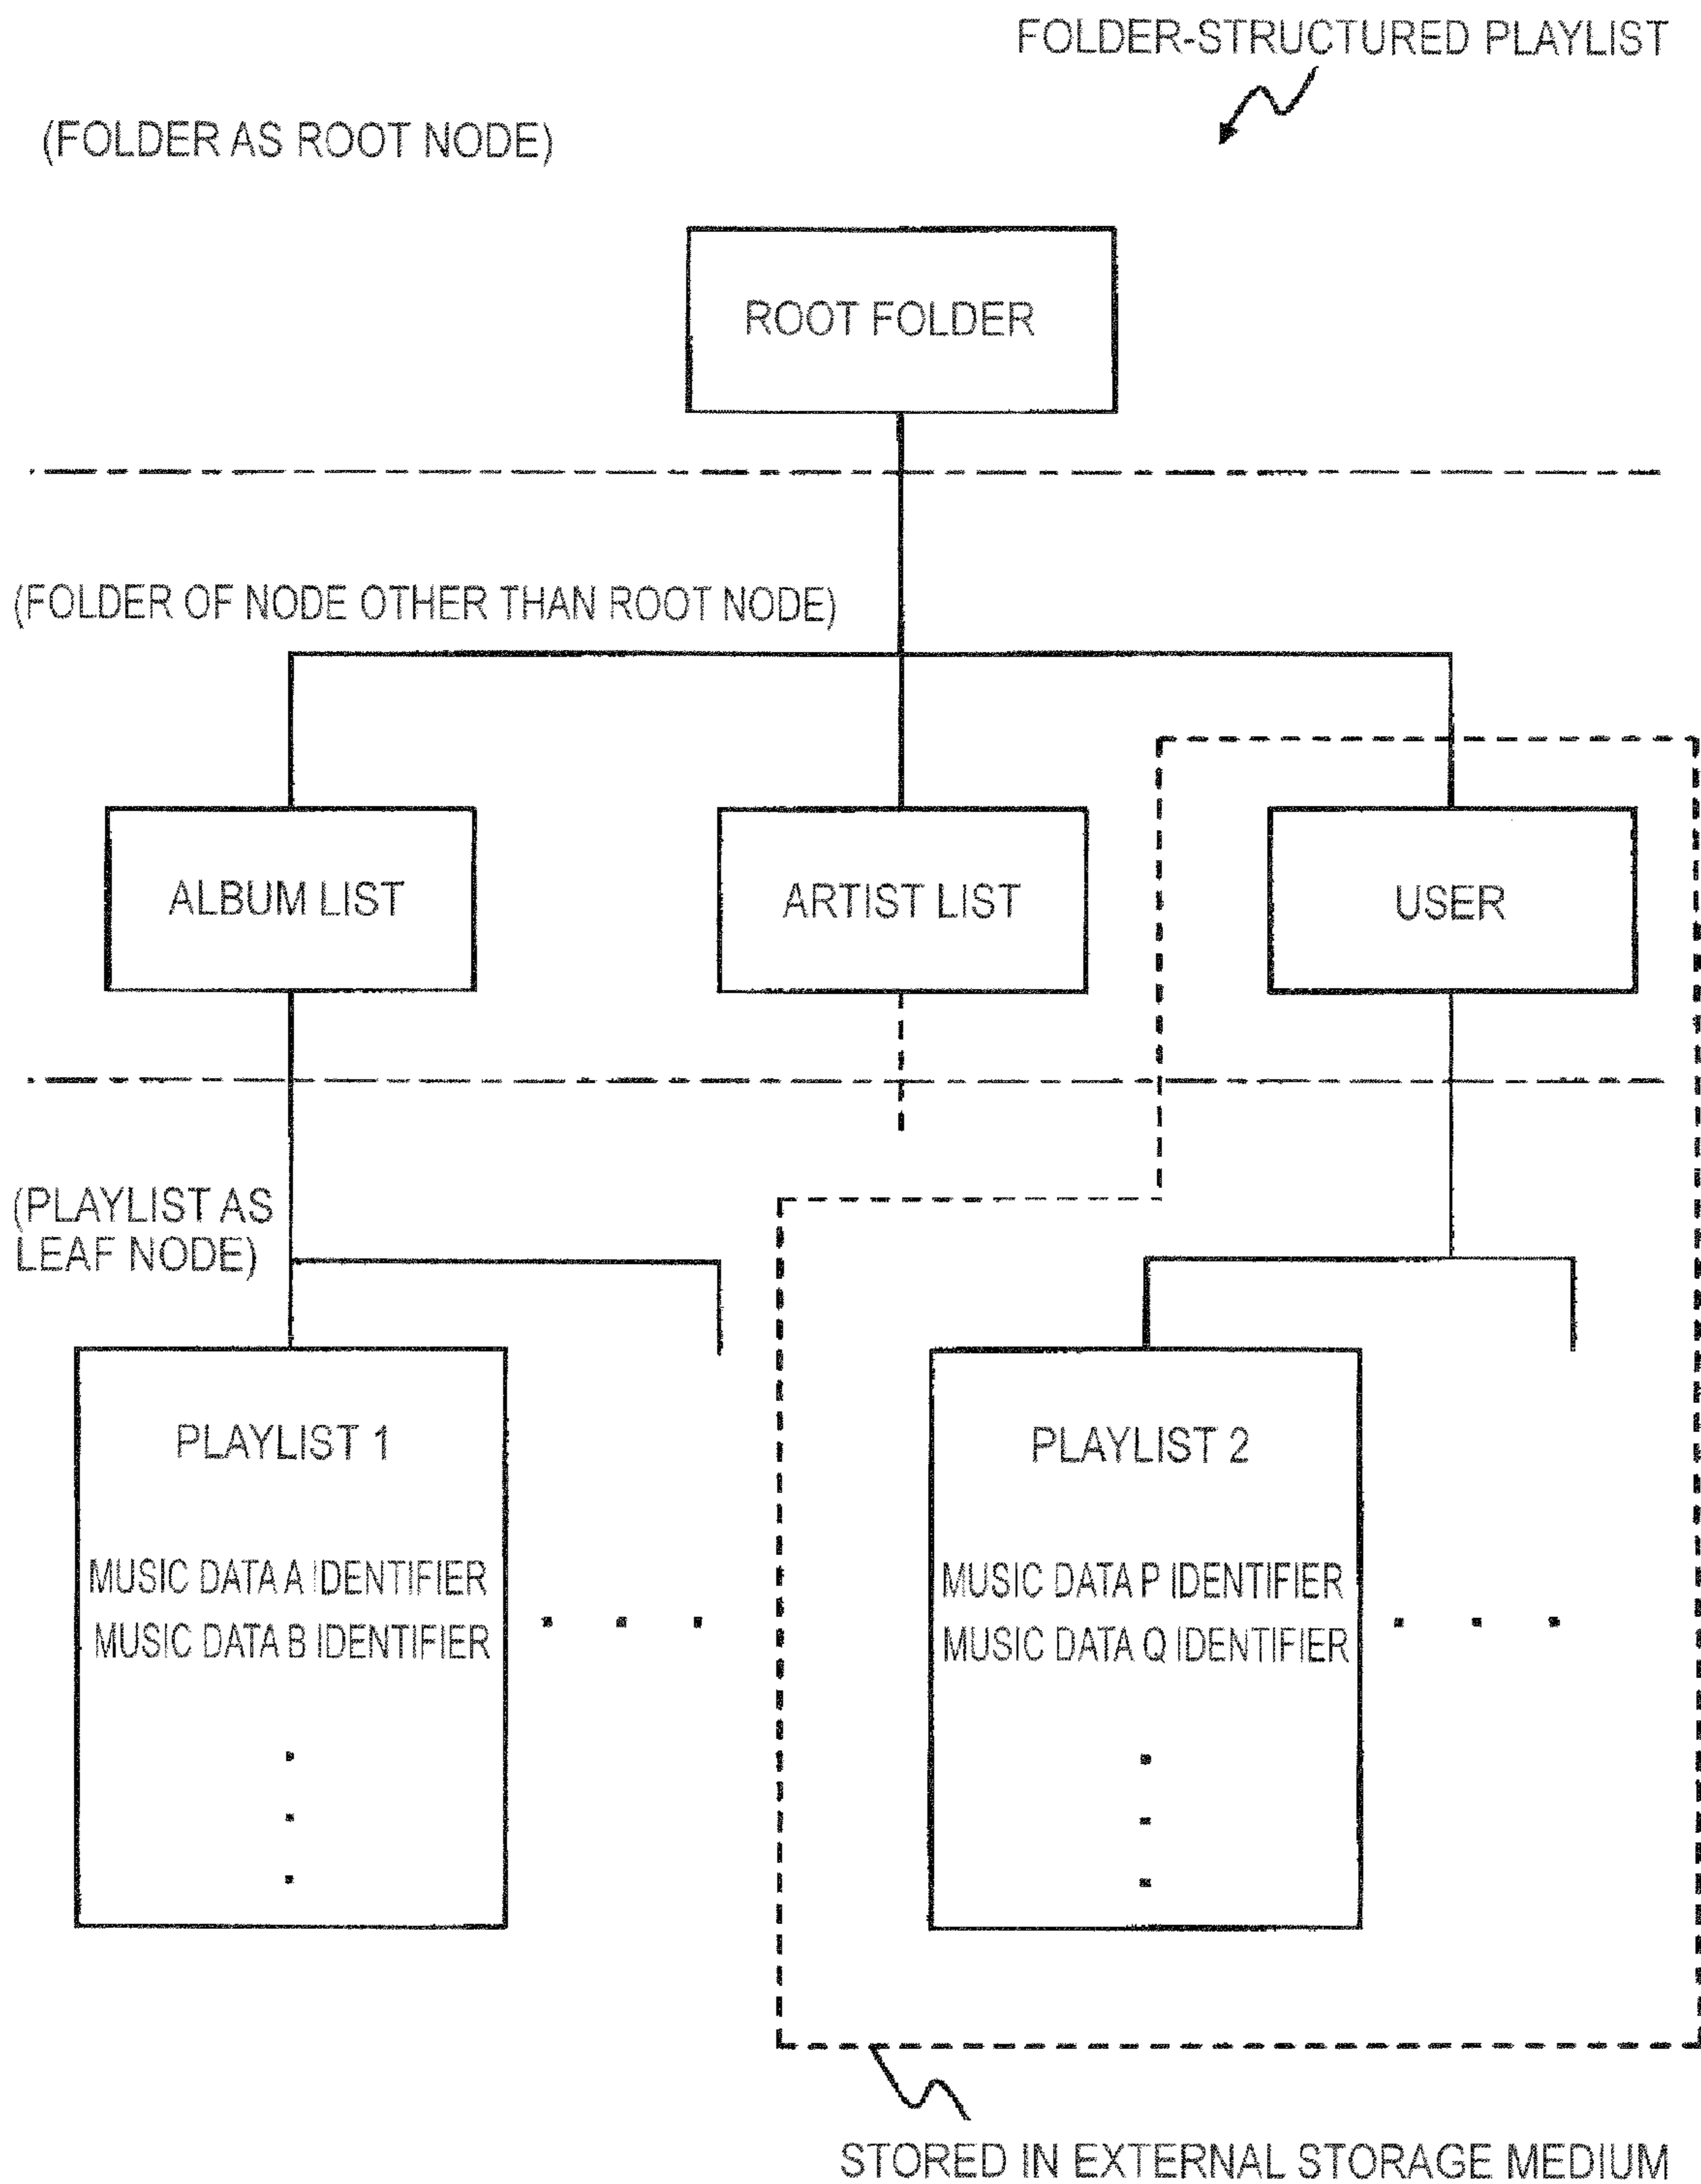 FOLDER-STRUCTURED PLAYLIST
(FOLDER AS ROOT NODE)
ROOT FOLDER
(FOLDER OF NODE OTHER THAN ROOT NODE)
ALBUM LIST
ARTIST LIST
USER
(PLAYLIST AS
LEAF NODE)
PLAYLIST 1
MUSIC DATA A IDENTIFIER
MUSIC DATA B IDENTIFIER
PLAYLIST 2
MUSIC DATA P IDENTIFIER
MUSIC DATA Q IDENTIFIER
STORED IN EXTERNAL STORAGE MEDIUM